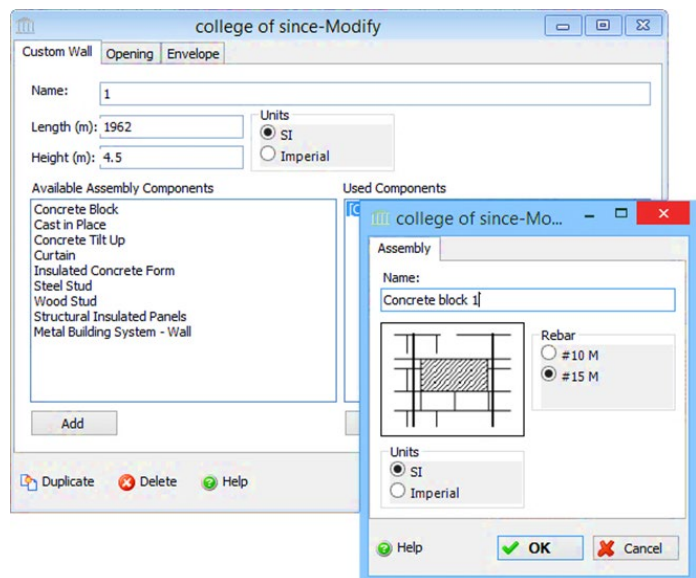 college of since-Modify
Custom Wall Opening Envelope
Name: 1
Length (m): 1962
Height (m): 4.5
Units
SI
Imperial
Available Assembly Components
Concrete Block
Cast in Place
Concrete Tilt Up
Curtain
Insulated Concrete Form
Steel Stud
Wood Stud
Structural Insulated Panels
Metal Building System - Wall
Add
Used Components
Duplicate Delete Help
college of since-Mo...
Assembly
Name:
Concrete block 1
Rebar
#10 M
#15 M
Units
SI
Imperial
Help OK Cancel